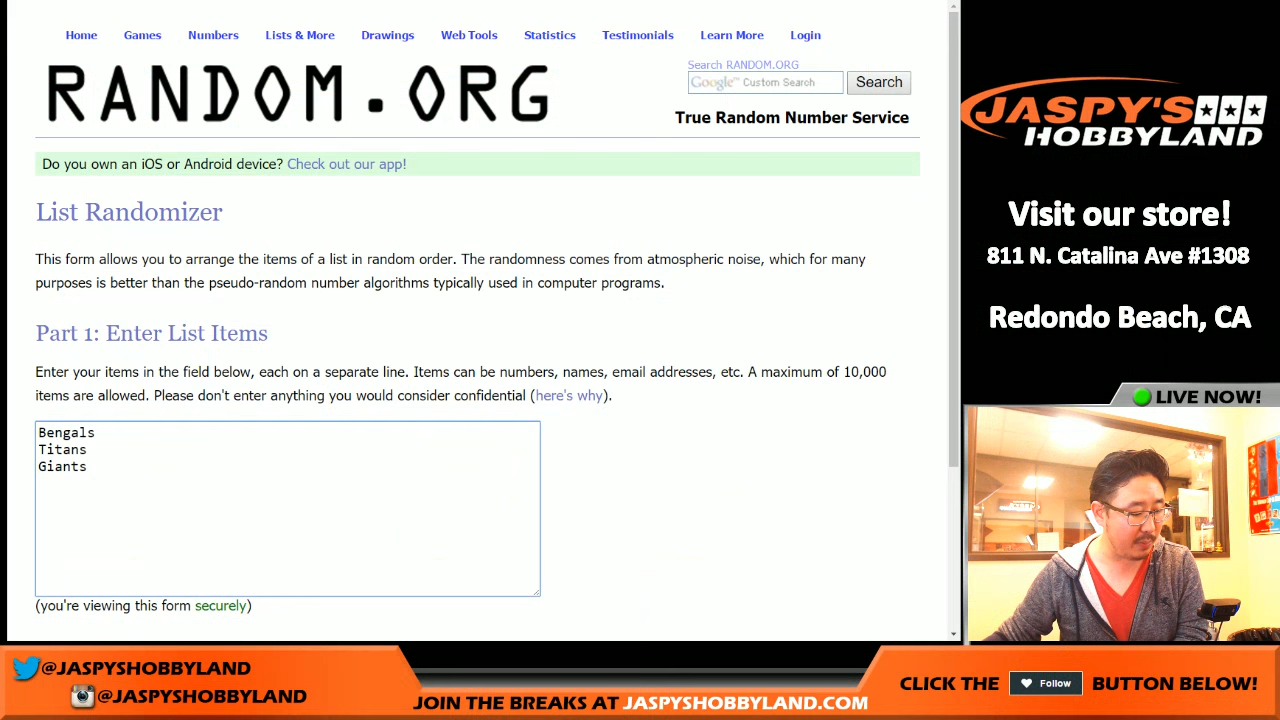 Home Games Numbers Lists & More Drawings Web Tools Statistics Testimonials Learn More Login
RANDOM.ORG
Search RANDOM.ORG
Google™ Custom Search Search
True Random Number Service
Do you own an iOS or Android device? Check out our app!
List Randomizer
This form allows you to arrange the items of a list in random order. The randomness comes from atmospheric noise, which for many
purposes is better than the pseudo-random number algorithms typically used in computer programs.
Part 1: Enter List Items
Enter your items in the field below, each on a separate line. Items can be numbers, names, email addresses, etc. A maximum of 10,000
items are allowed. Please don't enter anything you would consider confidential (here's why).
Bengals
Titans
Giants
(you're viewing this form securely)
JASPY'S
HOBBYLAND
Visit our store!
811 N. Catalina Ave #1308
Redondo Beach, CA
LIVE NOW!
@JASPYSHOBBYLAND
@JASPYSHOBBYLAND
JOIN THE BREAKS AT JASPYSHOBBYLAND.COM
CLICK THE Follow BUTTON BELOW!